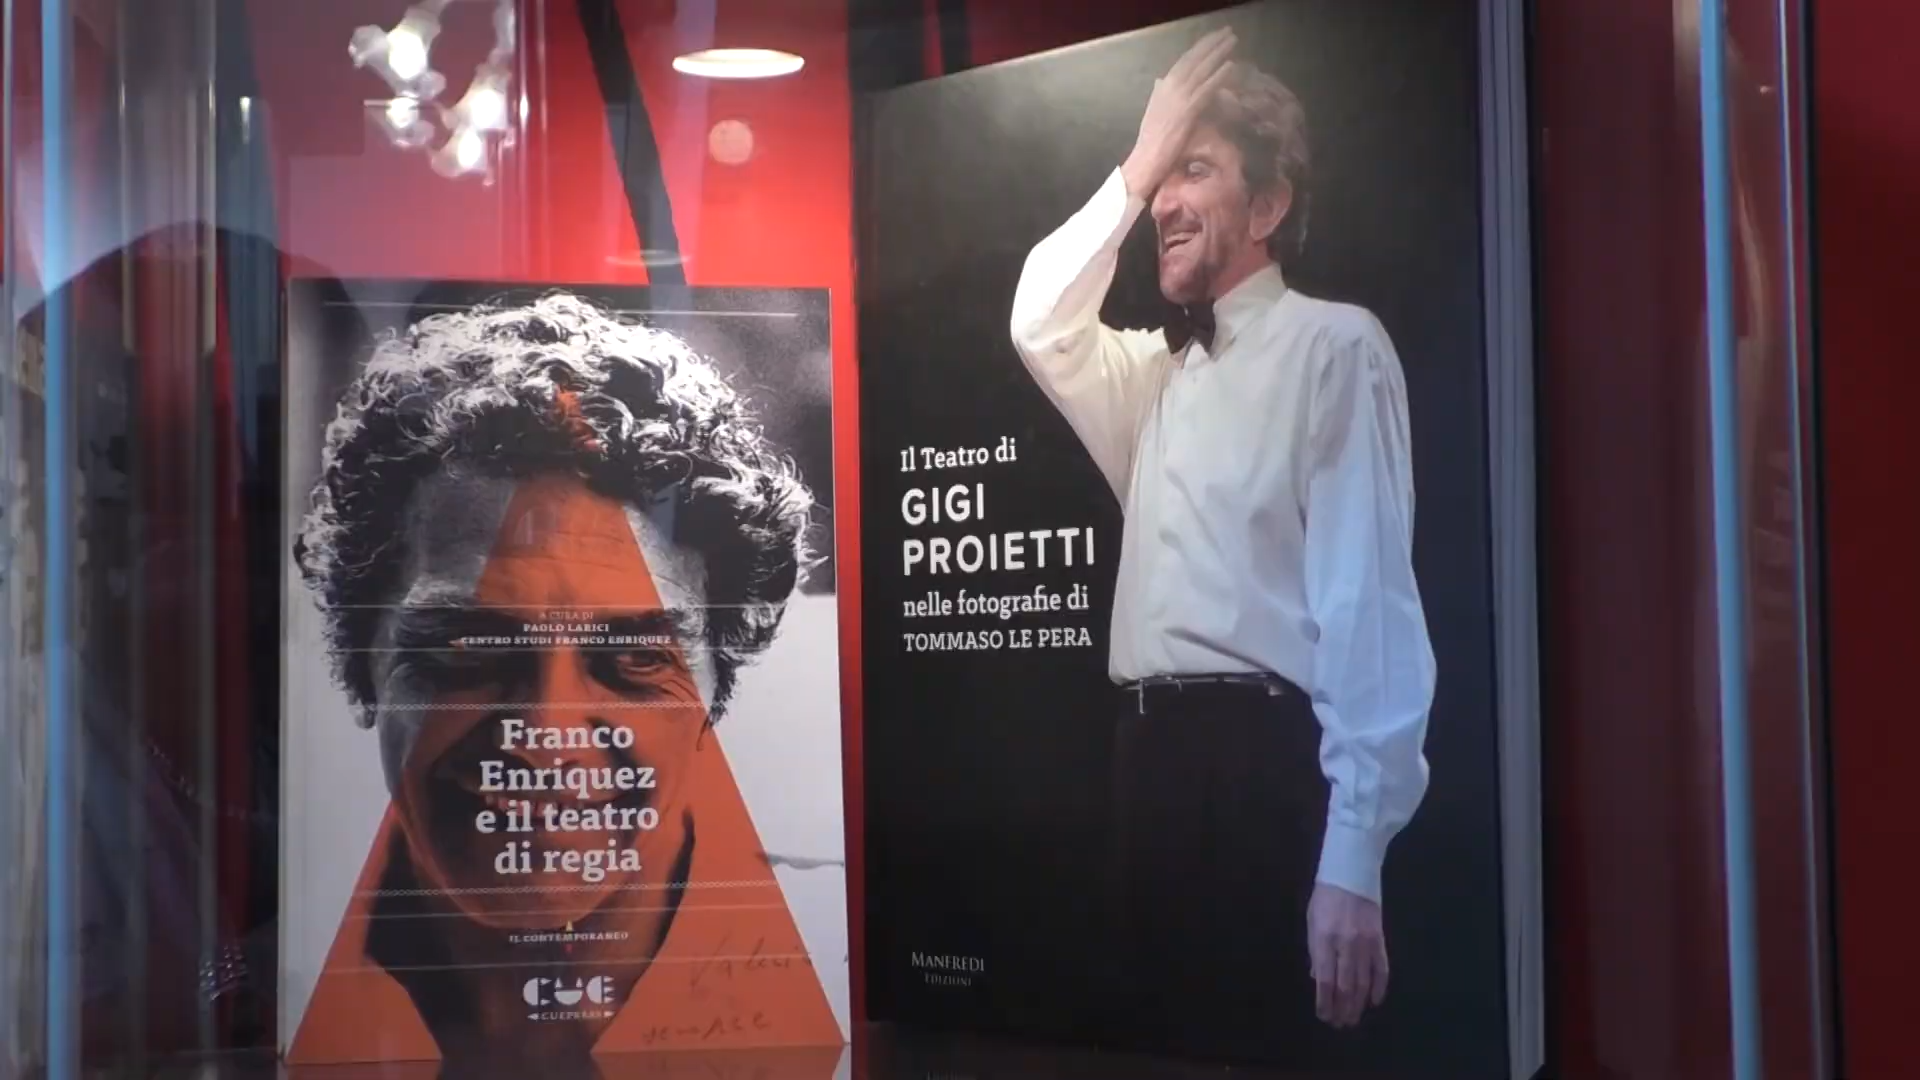 A CURA DI
PAOLO LARICI
CENTRO STUDI FRANCO ENRIQUEZ
Franco
Enriquez
e il teatro
di regia
IL CONTEMPORANEO
CUE
CUEPRESS
Il Teatro di
GIGI
PROIETTI
nelle fotografie di
TOMMASO LE PERA
MANFREDI
EDIZIONI